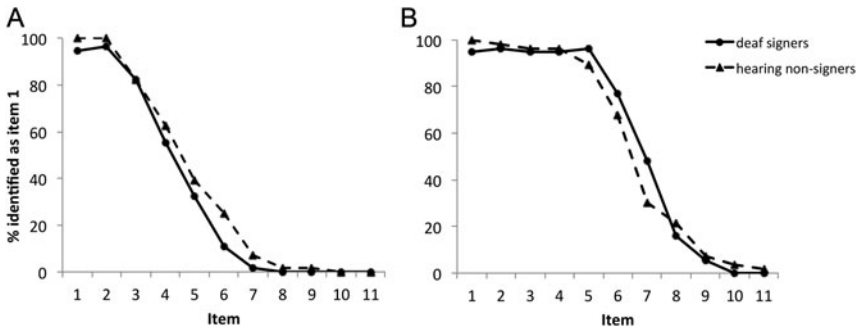 A
% identified as item 1
100
80
60
40
20
0
1 2 3 4 5 6 7 8 9 10 11
Item
B
100
80
60
40
20
0
1 2 3 4 5 6 7 8 9 10 11
Item
deaf signers
hearing non-signers